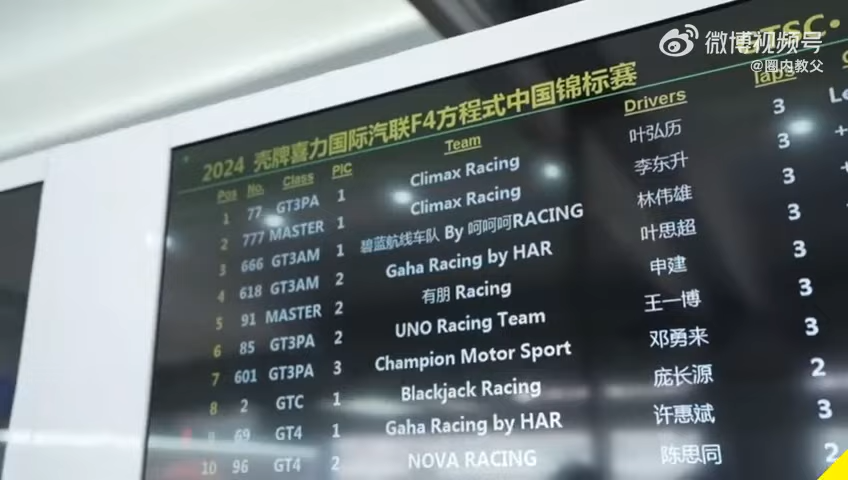 微博视频号
@圈内教父
GTSC
2024 壳牌喜力国际汽联F4方程式中国锦标赛
Pos No. Class PIC Team Drivers laps
1 77 GT3PA 1 Climax Racing 叶弘历 3 Le
2 777 MASTER 1 Climax Racing 李东升 3 +
3 666 GT3AM 1 碧蓝航线车队 By 呵呵呵RACING 林伟雄 3
4 618 GT3AM 2 Gaha Racing by HAR 叶思超 3
5 91 MASTER 2 有朋 Racing 申建 3
6 85 GT3PA 2 UNO Racing Team 王一博 3
7 601 GT3PA 3 Champion Motor Sport 邓勇来 3
8 2 GTC 1 Blackjack Racing 庞长源 2
9 69 GT4 1 Gaha Racing by HAR 许惠斌 3
10 96 GT4 2 NOVA RACING 陈思同 2